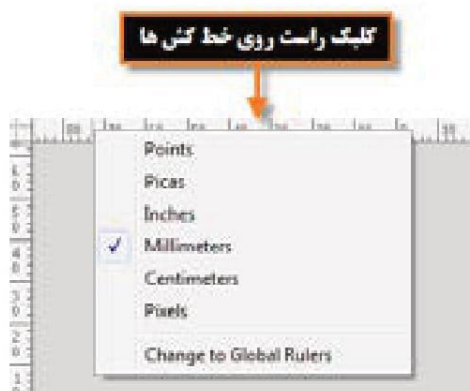 کلیک راست روی خط کش ها
Points
Picas
Inches
✓ Millimeters
Centimeters
Pixels
Change to Global Rulers